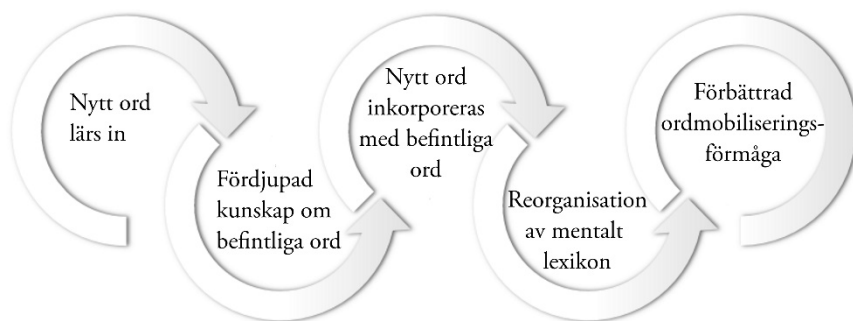 Nytt ord
lärs in
Fördjupad
kunskap om
befintliga ord
Nytt ord
inkorporeras
med befintliga
ord
Reorganisation
av mentalt
lexikon
Förbättrad
ordmobiliserings-
förmåga